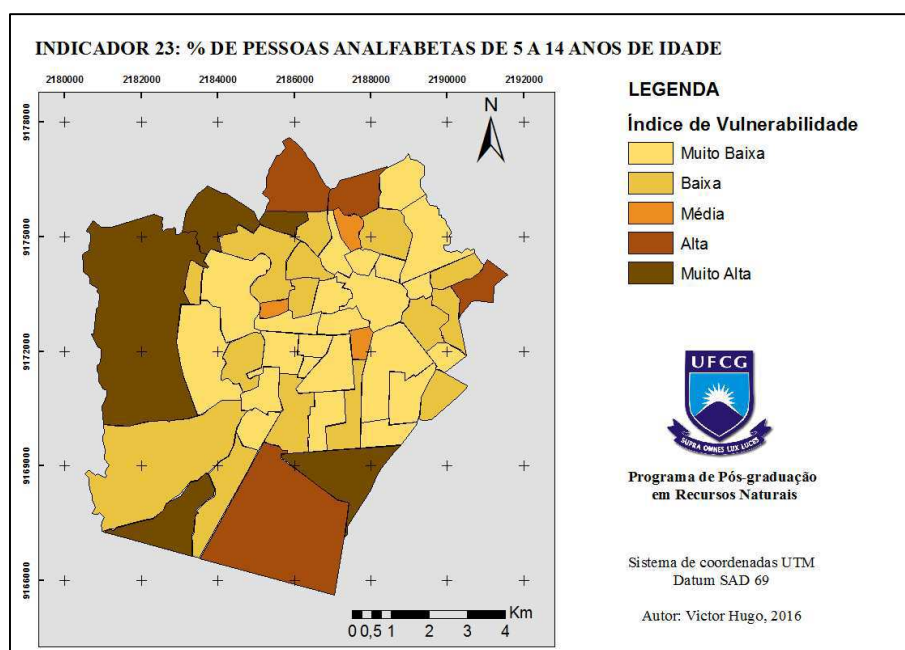 INDICADOR 23: % DE PESSOAS ANALFABETAS DE 5 A 14 ANOS DE IDADE
2180000 2182000 2184000 2186000 2188000 2190000 2192000
9178000
9175000
9172000
9169000
9166000
N
Km
0 0,5 1 2 3 4
LEGENDA
Índice de Vulnerabilidade
Muito Baixa
Baixa
Média
Alta
Muito Alta
UFCG
SUPRA OMNES LUX LUCES
Programa de Pós-graduação
em Recursos Naturais
Sistema de coordenadas UTM
Datum SAD 69
Autor: Victor Hugo, 2016